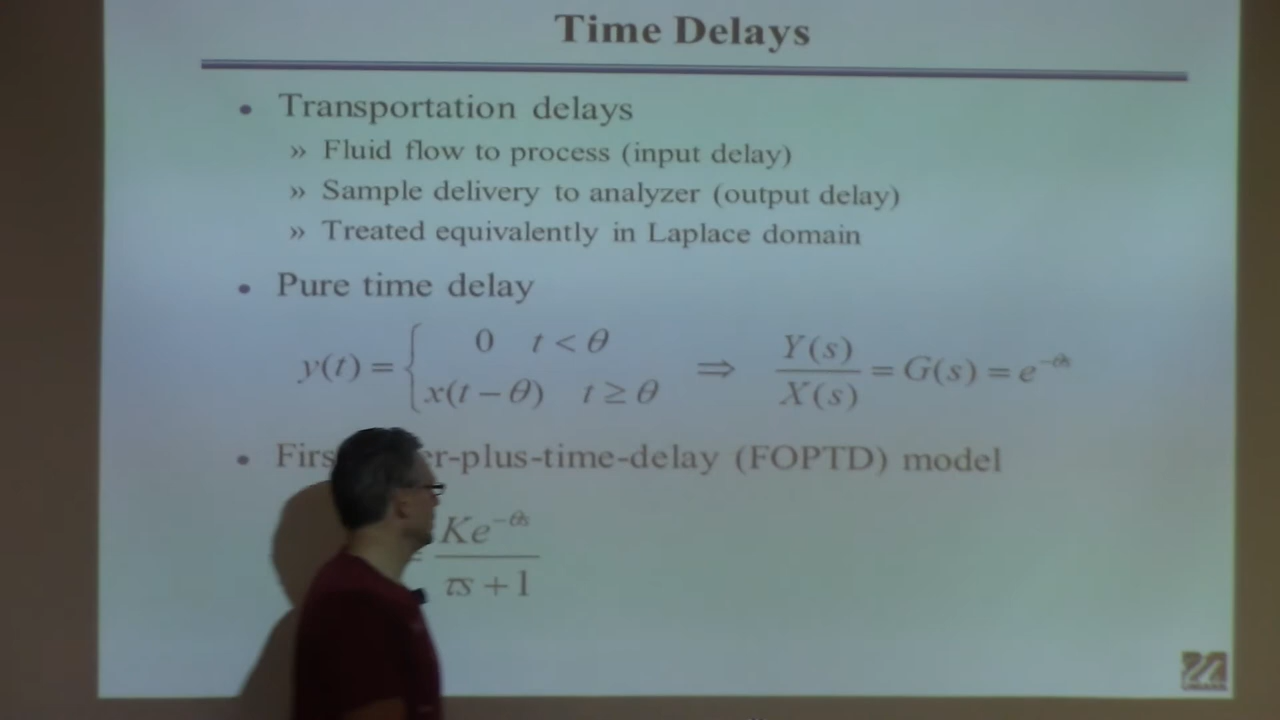 Time Delays
• Transportation delays
» Fluid flow to process (input delay)
» Sample delivery to analyzer (output delay)
» Treated equivalently in Laplace domain
• Pure time delay
y(t) = { 0 t < θ
x(t − θ) t ≥ θ ⇒ Y(s)/X(s) = G(s) = e^{−θs}
• Firs r-plus-time-delay (FOPTD) model
= Ke^{−θs}/τs + 1